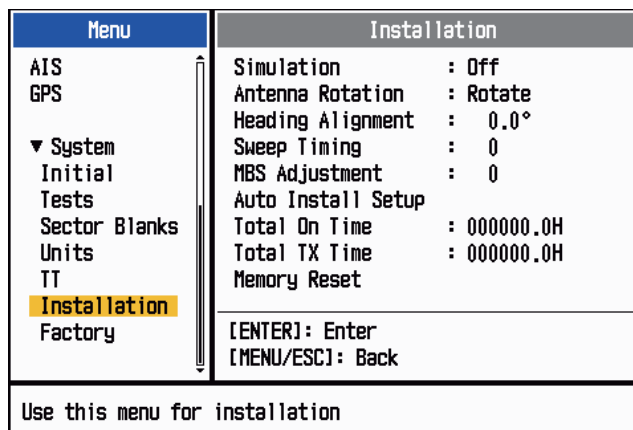 Menu
AIS
GPS
▼ System
Initial
Tests
Sector Blanks
Units
TT
Installation
Factory
Installation
Simulation : Off
Antenna Rotation : Rotate
Heading Alignment : 0.0°
Sweep Timing : 0
MBS Adjustment : 0
Auto Install Setup
Total On Time : 000000.0H
Total TX Time : 000000.0H
Memory Reset
[ENTER]: Enter
[MENU/ESC]: Back
Use this menu for installation